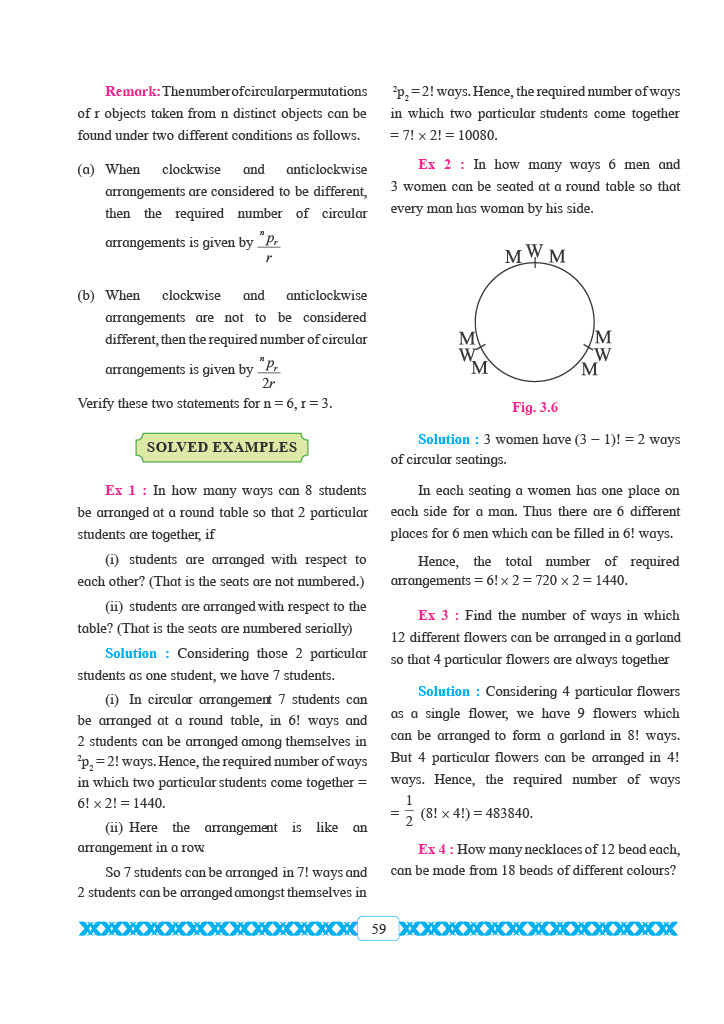 Remark: The number of circular permutations
of r objects taken from n distinct objects can be
found under two different conditions as follows.
(a) When clockwise and anticlockwise
arrangements are considered to be different,
then the required number of circular
arrangements is given by ⁿpᵣ / r
(b) When clockwise and anticlockwise
arrangements are not to be considered
different, then the required number of circular
arrangements is given by ⁿpᵣ / 2r
Verify these two statements for n = 6, r = 3.
SOLVED EXAMPLES
Ex 1 : In how many ways can 8 students
be arranged at a round table so that 2 particular
students are together, if
(i) students are arranged with respect to
each other? (That is the seats are not numbered.)
(ii) students are arranged with respect to the
table? (That is the seats are numbered serially)
Solution : Considering those 2 particular
students as one student, we have 7 students.
(i) In circular arrangement 7 students can
be arranged at a round table, in 6! ways and
2 students can be arranged among themselves in
²p₂ = 2! ways. Hence, the required number of ways
in which two particular students come together =
6! × 2! = 1440.
(ii) Here the arrangement is like an
arrangement in a row.
So 7 students can be arranged in 7! ways and
2 students can be arranged amongst themselves in
²p₂ = 2! ways. Hence, the required number of ways
in which two particular students come together
= 7! × 2! = 10080.
Ex 2 : In how many ways 6 men and
3 women can be seated at a round table so that
every man has woman by his side.
M W M
M
W
M
M
W
M
Fig. 3.6
Solution : 3 women have (3 − 1)! = 2 ways
of circular seatings.
In each seating a women has one place on
each side for a man. Thus there are 6 different
places for 6 men which can be filled in 6! ways.
Hence, the total number of required
arrangements = 6! × 2 = 720 × 2 = 1440.
Ex 3 : Find the number of ways in which
12 different flowers can be arranged in a garland
so that 4 particular flowers are always together
Solution : Considering 4 particular flowers
as a single flower, we have 9 flowers which
can be arranged to form a garland in 8! ways.
But 4 particular flowers can be arranged in 4!
ways. Hence, the required number of ways
= 1/2 (8! × 4!) = 483840.
Ex 4 : How many necklaces of 12 bead each,
can be made from 18 beads of different colours?
59